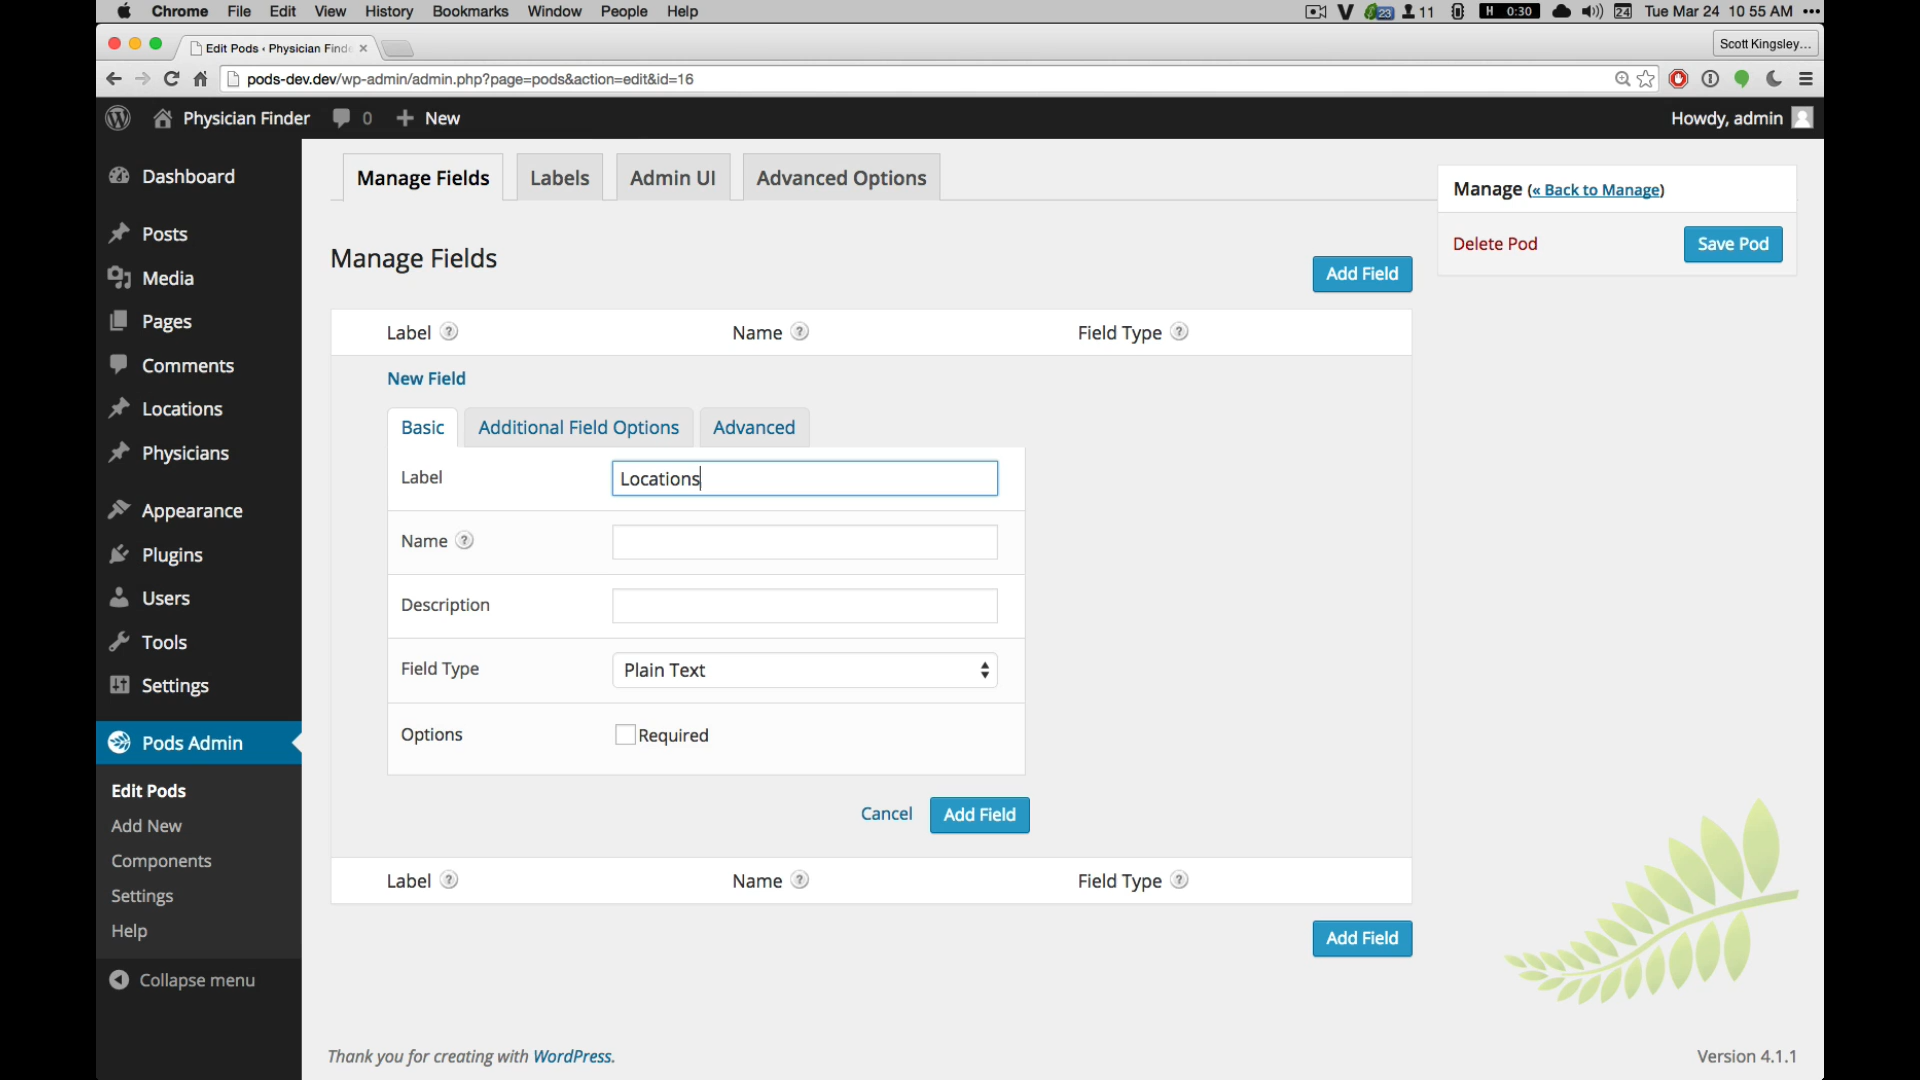 Chrome File Edit View History Bookmarks Window People Help 23 11 H 0:30 24 Tue Mar 24 10 55 AM
Edit Pods ‹ Physician Finde
Scott Kingsley...
pods-dev.dev/wp-admin/admin.php?page=pods&action=edit&id=16
Physician Finder 0 New Howdy, admin
Dashboard
Posts
Media
Pages
Comments
Locations
Physicians
Appearance
Plugins
Users
Tools
Settings
Pods Admin
Edit Pods
Add New
Components
Settings
Help
Collapse menu
Manage Fields Labels Admin UI Advanced Options
Manage (« Back to Manage)
Delete Pod Save Pod
Manage Fields
Add Field
Label ? Name ? Field Type ?
New Field
Basic Additional Field Options Advanced
Label Locations
Name ?
Description
Field Type Plain Text
Options Required
Cancel Add Field
Label ? Name ? Field Type ?
Add Field
Thank you for creating with WordPress.
Version 4.1.1